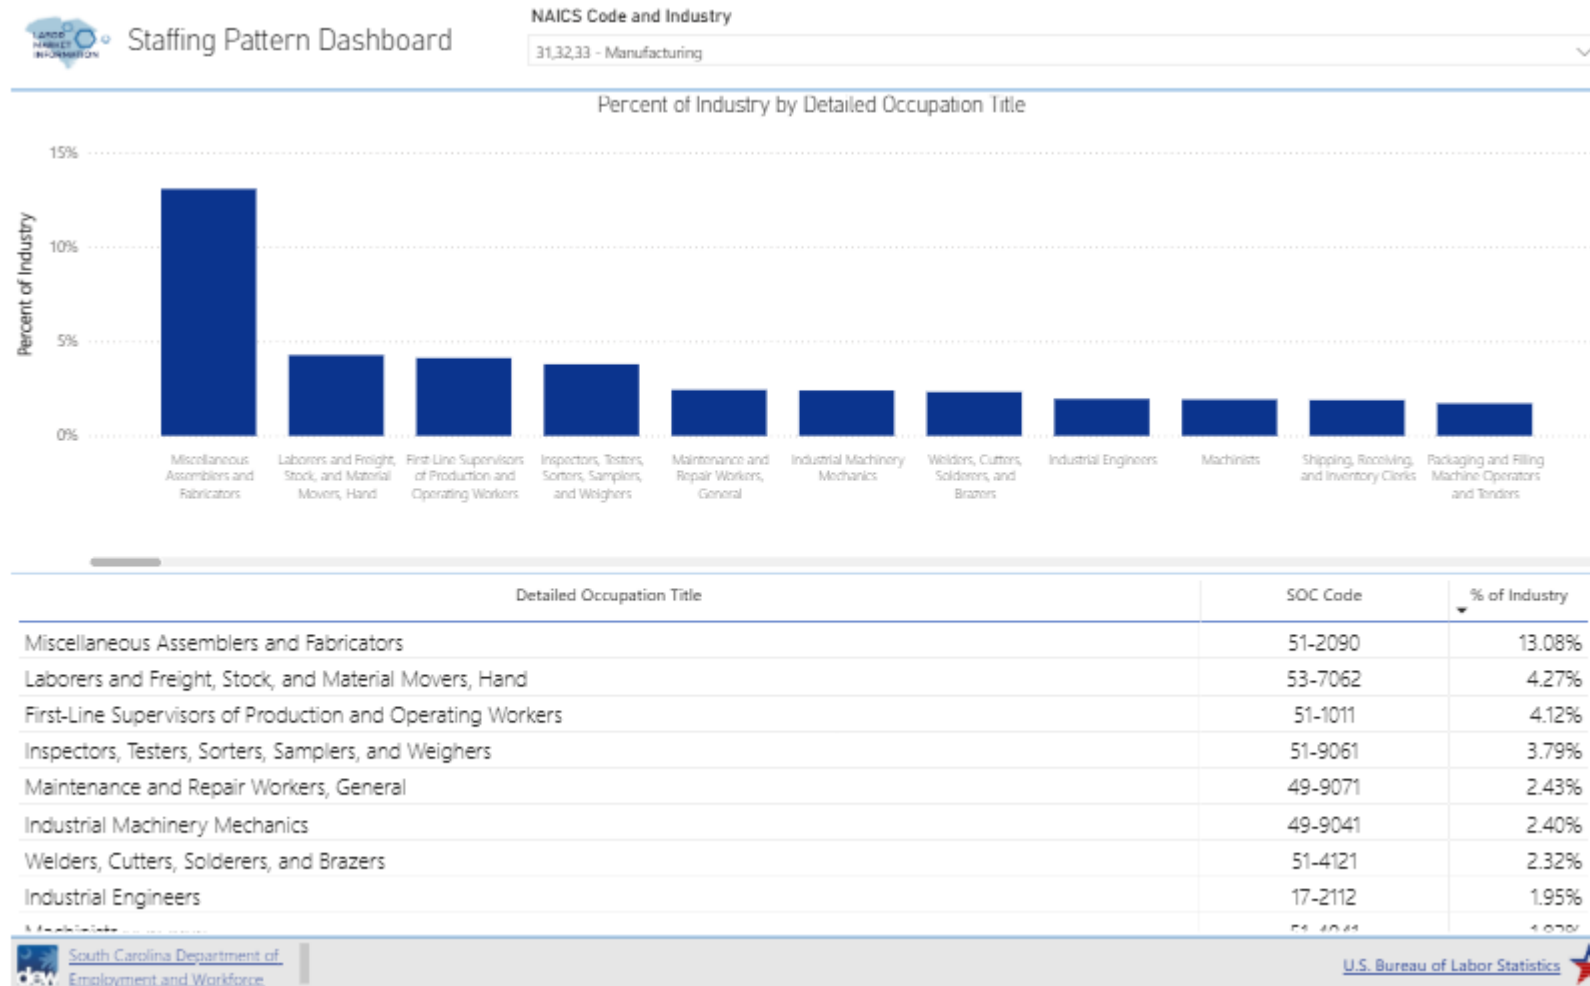 LABOR
MARKET
INFORMATION
Staffing Pattern Dashboard
NAICS Code and Industry
31,32,33 - Manufacturing
Percent of Industry by Detailed Occupation Title
Percent of Industry
15%
10%
5%
0%
Miscellaneous
Assemblers and
Fabricators
Laborers and Freight,
Stock, and Material
Movers, Hand
First-Line Supervisors
of Production and
Operating Workers
Inspectors, Testers,
Sorters, Samplers,
and Weighers
Maintenance and
Repair Workers,
General
Industrial Machinery
Mechanics
Welders, Cutters,
Solderers, and
Brazers
Industrial Engineers
Machinists
Shipping, Receiving,
and Inventory Clerks
Packaging and Filling
Machine Operators
and Tenders
Detailed Occupation Title SOC Code % of Industry
Miscellaneous Assemblers and Fabricators 51-2090 13.08%
Laborers and Freight, Stock, and Material Movers, Hand 53-7062 4.27%
First-Line Supervisors of Production and Operating Workers 51-1011 4.12%
Inspectors, Testers, Sorters, Samplers, and Weighers 51-9061 3.79%
Maintenance and Repair Workers, General 49-9071 2.43%
Industrial Machinery Mechanics 49-9041 2.40%
Welders, Cutters, Solderers, and Brazers 51-4121 2.32%
Industrial Engineers 17-2112 1.95%
Machinists
dew
South Carolina Department of
Employment and Workforce
U.S. Bureau of Labor Statistics